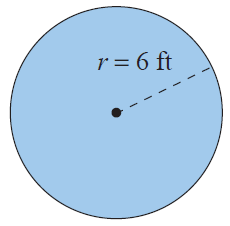 r = 6 ft